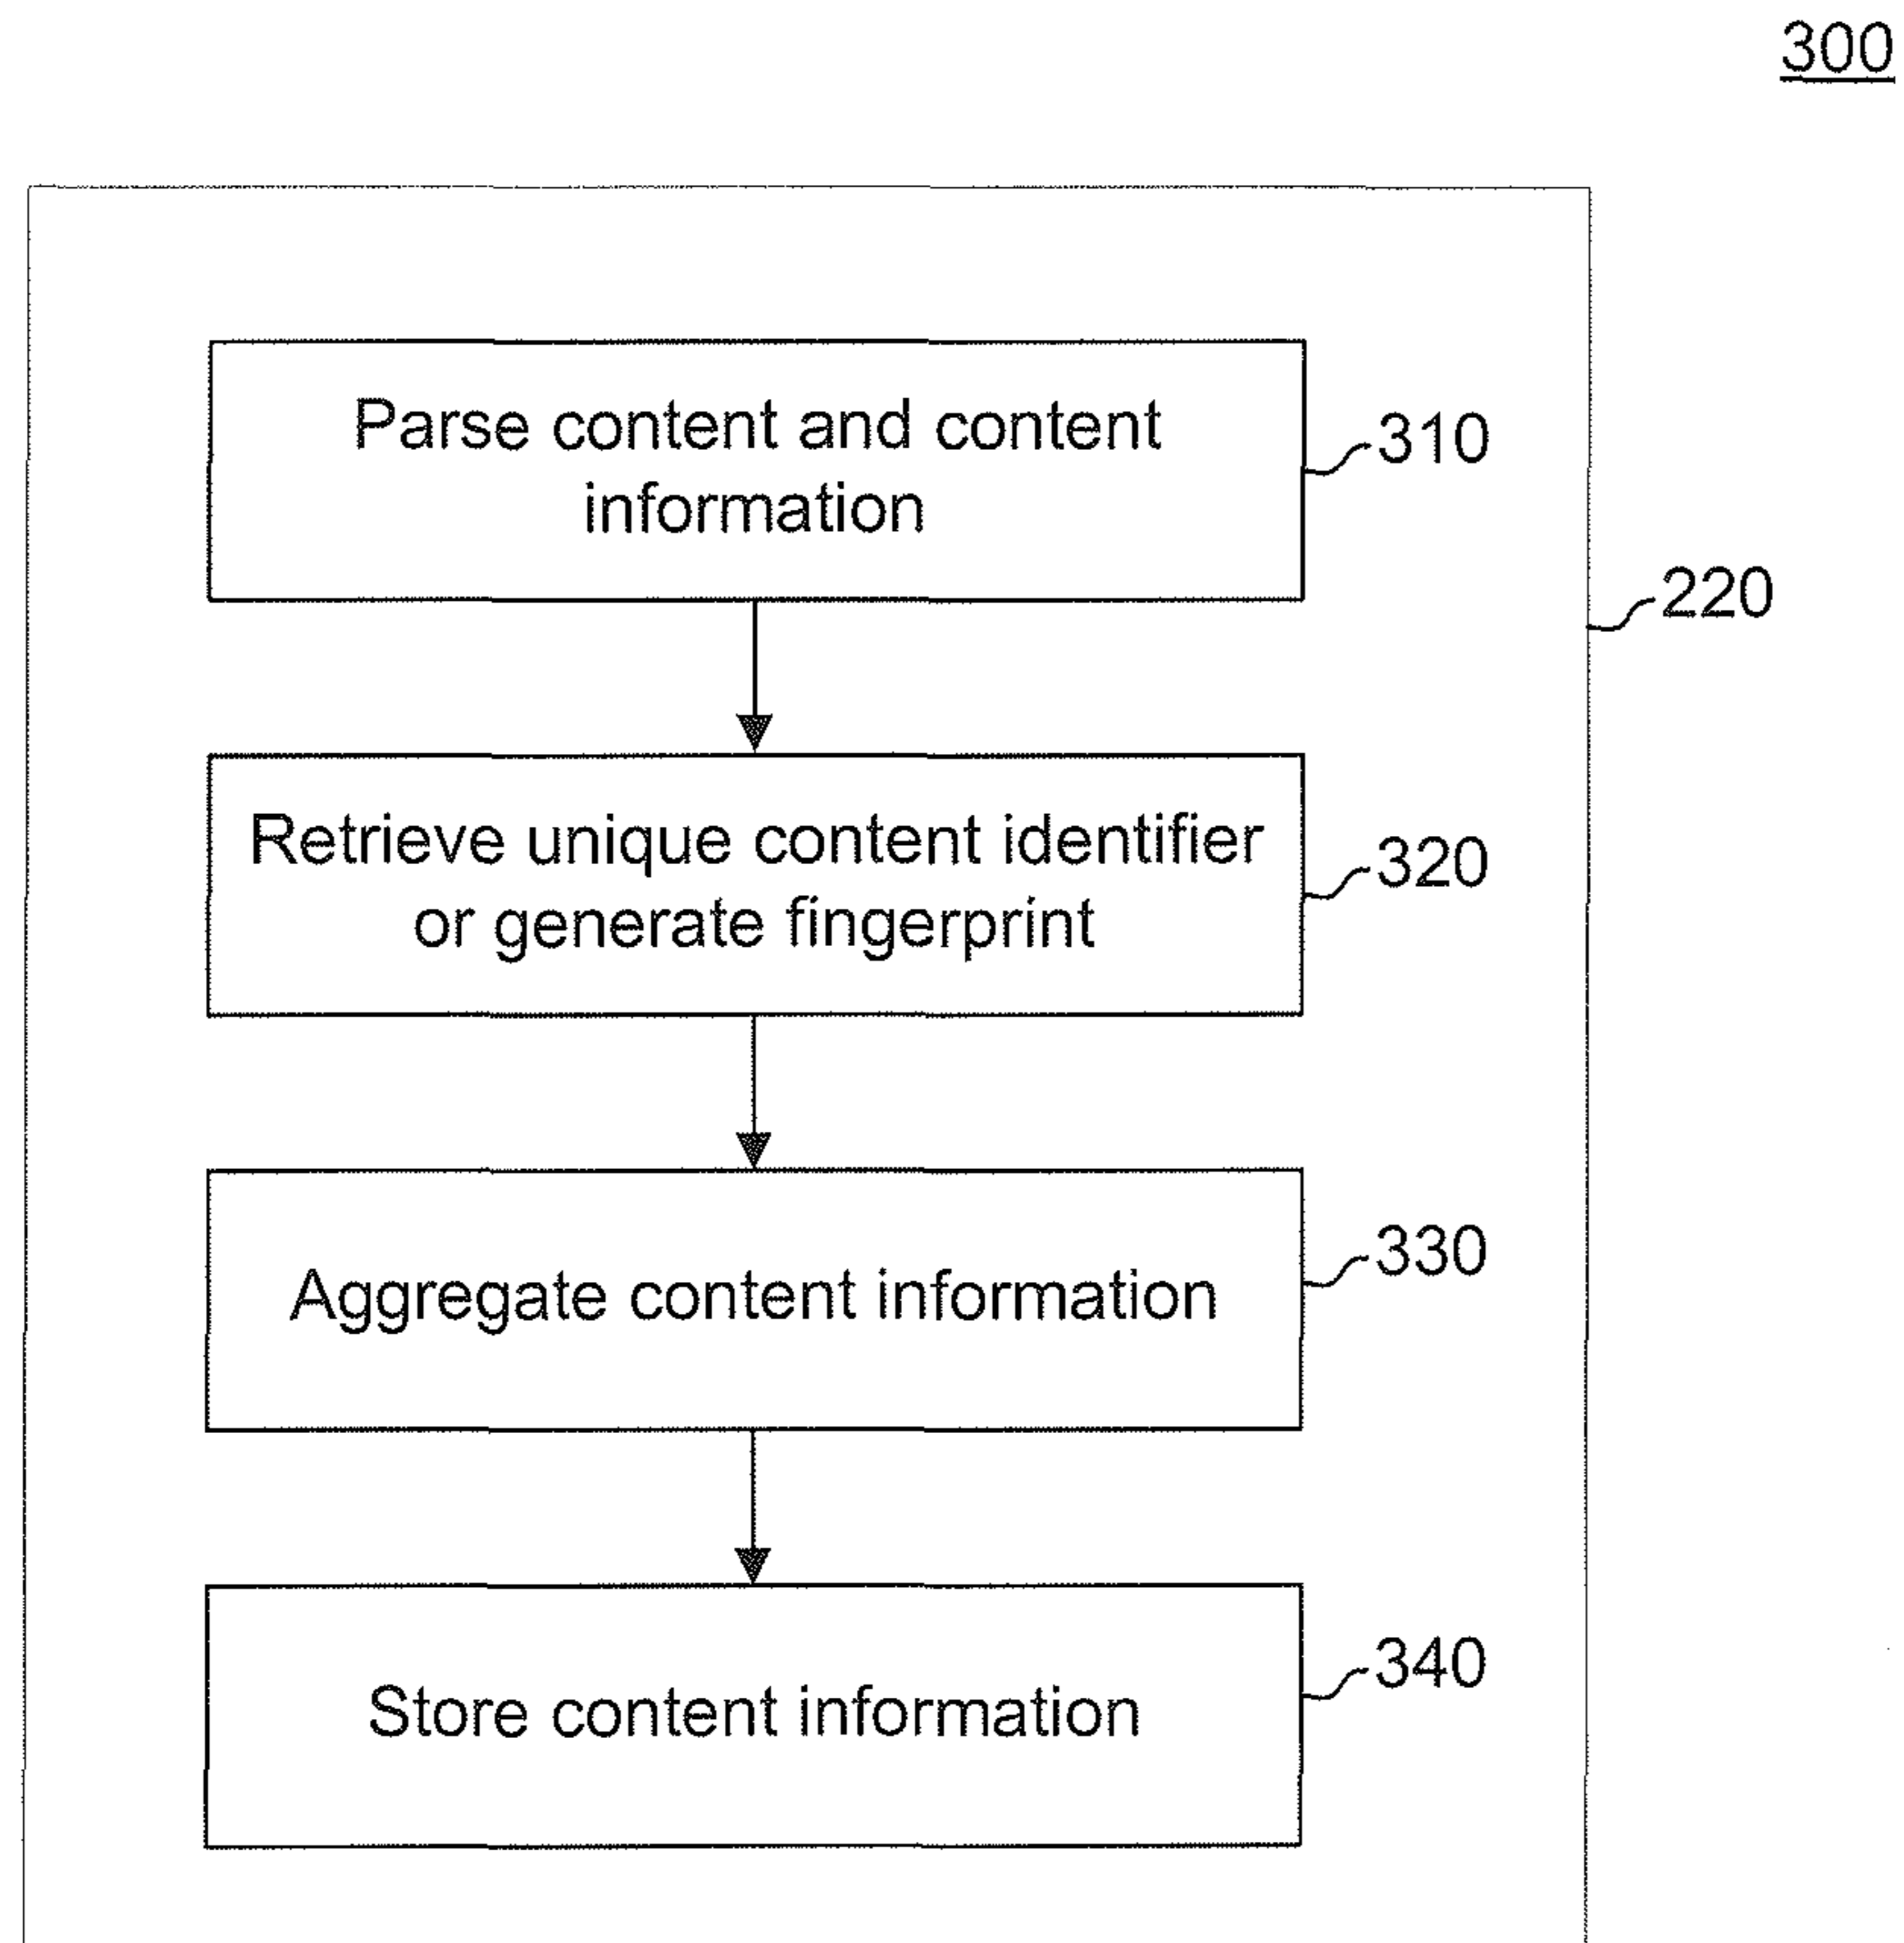 300
Parse content and content
information
310
220
Retrieve unique content identifier
or generate fingerprint
320
Aggregate content information
330
Store content information
340